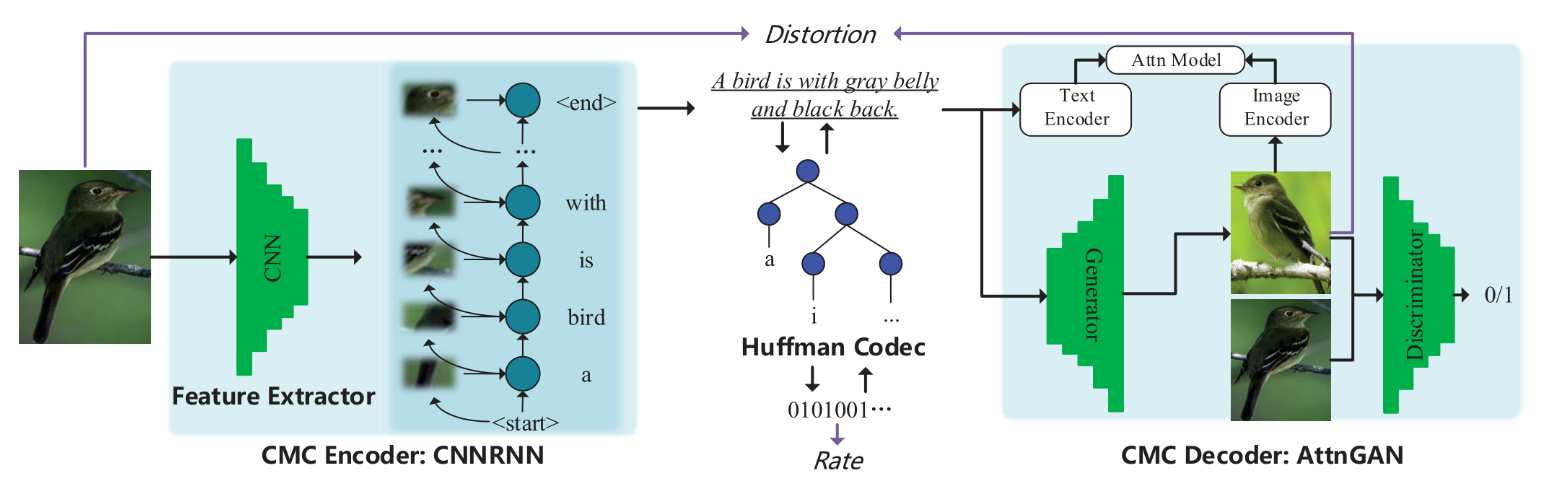 Distortion
A bird is with gray belly
and black back.
CNN
Feature Extractor
<end>
...
...
with
is
bird
a
<start>
CMC Encoder: CNNRNN
a
i
...
Huffman Codec
0101001...
Rate
Attn Model
Text
Encoder
Image
Encoder
Generator
Discriminator
0/1
CMC Decoder: AttnGAN